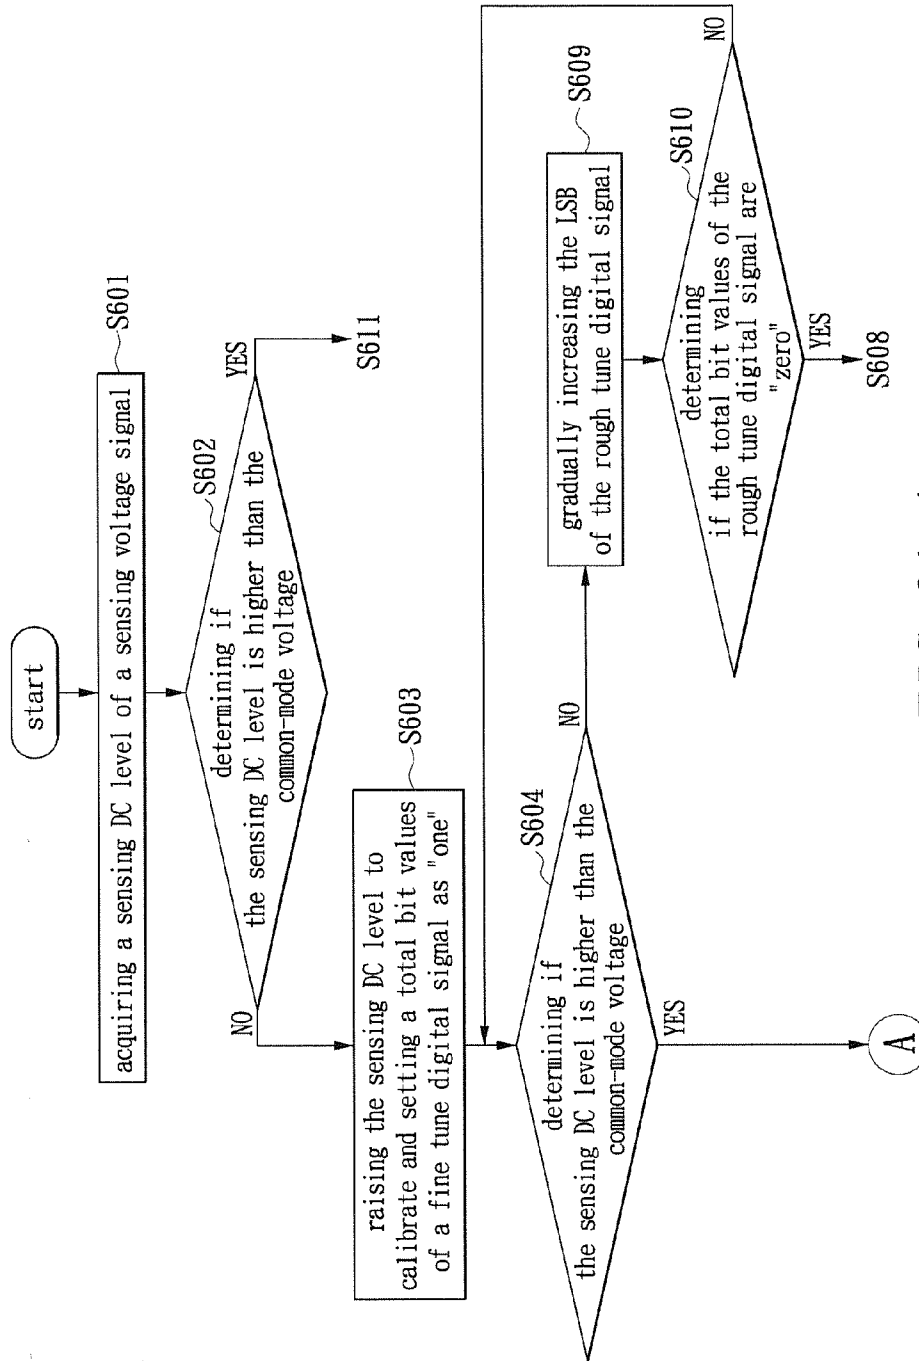 start
acquiring a sensing DC level of a sensing voltage signal
S601
determining if
the sensing DC level is higher than the
common-mode voltage
S602
YES
S611
NO
raising the sensing DC level to
calibrate and setting a total bit values
of a fine tune digital signal as "one"
S603
determining if
the sensing DC level is higher than the
common-mode voltage
S604
NO
YES
A
gradually increasing the LSB
of the rough tune digital signal
S609
determining
if the total bit values of the
rough tune digital signal are
"zero"
S610
NO
YES
S608